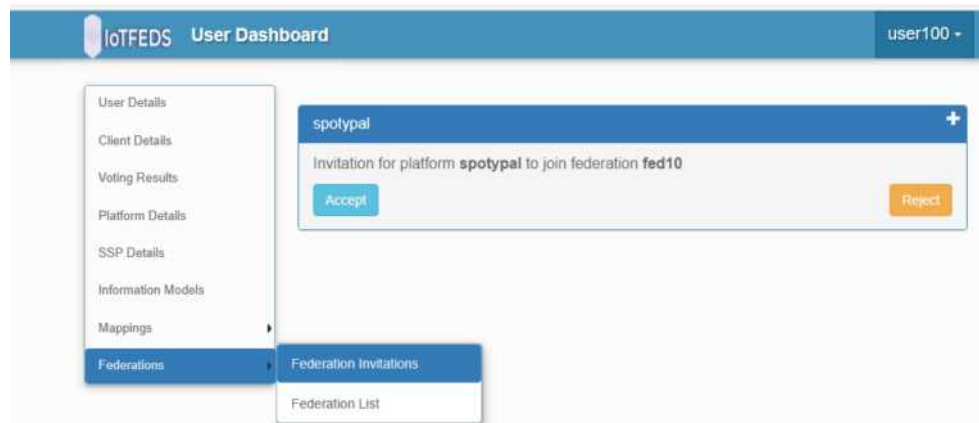 IoTFEDS User Dashboard user100
User Details
Client Details
Voting Results
Platform Details
SSP Details
Information Models
Mappings
Federations
Federation Invitations
Federation List
spotypal
Invitation for platform spotypal to join federation fed10
Accept Reject